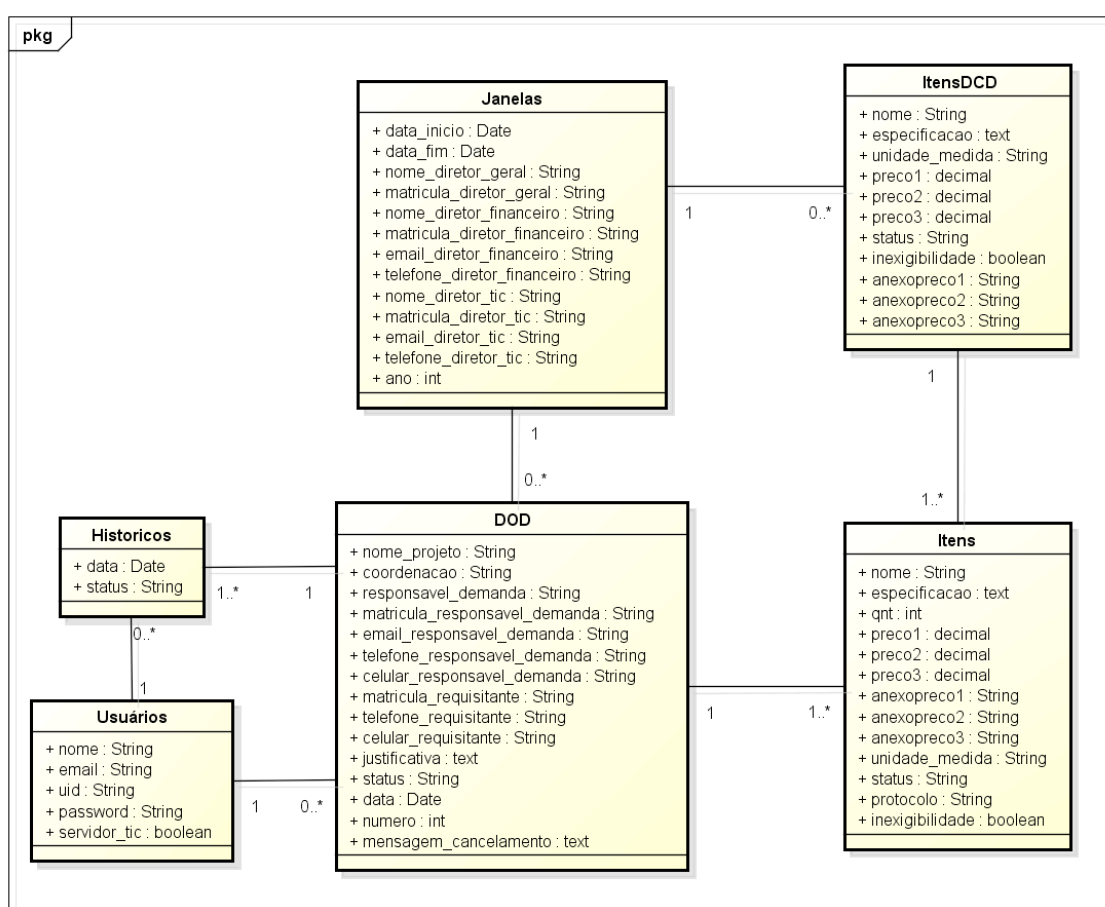 pkg
Janelas
+ data_inicio : Date
+ data_fim : Date
+ nome_diretor_geral : String
+ matricula_diretor_geral : String
+ nome_diretor_financeiro : String
+ matricula_diretor_financeiro : String
+ email_diretor_financeiro : String
+ telefone_diretor_financeiro : String
+ nome_diretor_tic : String
+ matricula_diretor_tic : String
+ email_diretor_tic : String
+ telefone_diretor_tic : String
+ ano : int
1
0..*
ItensDCD
+ nome : String
+ especificacao : text
+ unidade_medida : String
+ preco1 : decimal
+ preco2 : decimal
+ preco3 : decimal
+ status : String
+ inexigibilidade : boolean
+ anexopreco1 : String
+ anexopreco2 : String
+ anexopreco3 : String
1
1..*
1
0..*
Historicos
+ data : Date
+ status : String
1..*
1
0..*
1
Usuários
+ nome : String
+ email : String
+ uid : String
+ password : String
+ servidor_tic : boolean
1
0..*
DOD
+ nome_projeto : String
+ coordenacao : String
+ responsavel_demanda : String
+ matricula_responsavel_demanda : String
+ email_responsavel_demanda : String
+ telefone_responsavel_demanda : String
+ celular_responsavel_demanda : String
+ matricula_requisitante : String
+ telefone_requisitante : String
+ celular_requisitante : String
+ justificativa : text
+ status : String
+ data : Date
+ numero : int
+ mensagem_cancelamento : text
1
1..*
Itens
+ nome : String
+ especificacao : text
+ qnt : int
+ preco1 : decimal
+ preco2 : decimal
+ preco3 : decimal
+ anexopreco1 : String
+ anexopreco2 : String
+ anexopreco3 : String
+ unidade_medida : String
+ status : String
+ protocolo : String
+ inexigibilidade : boolean